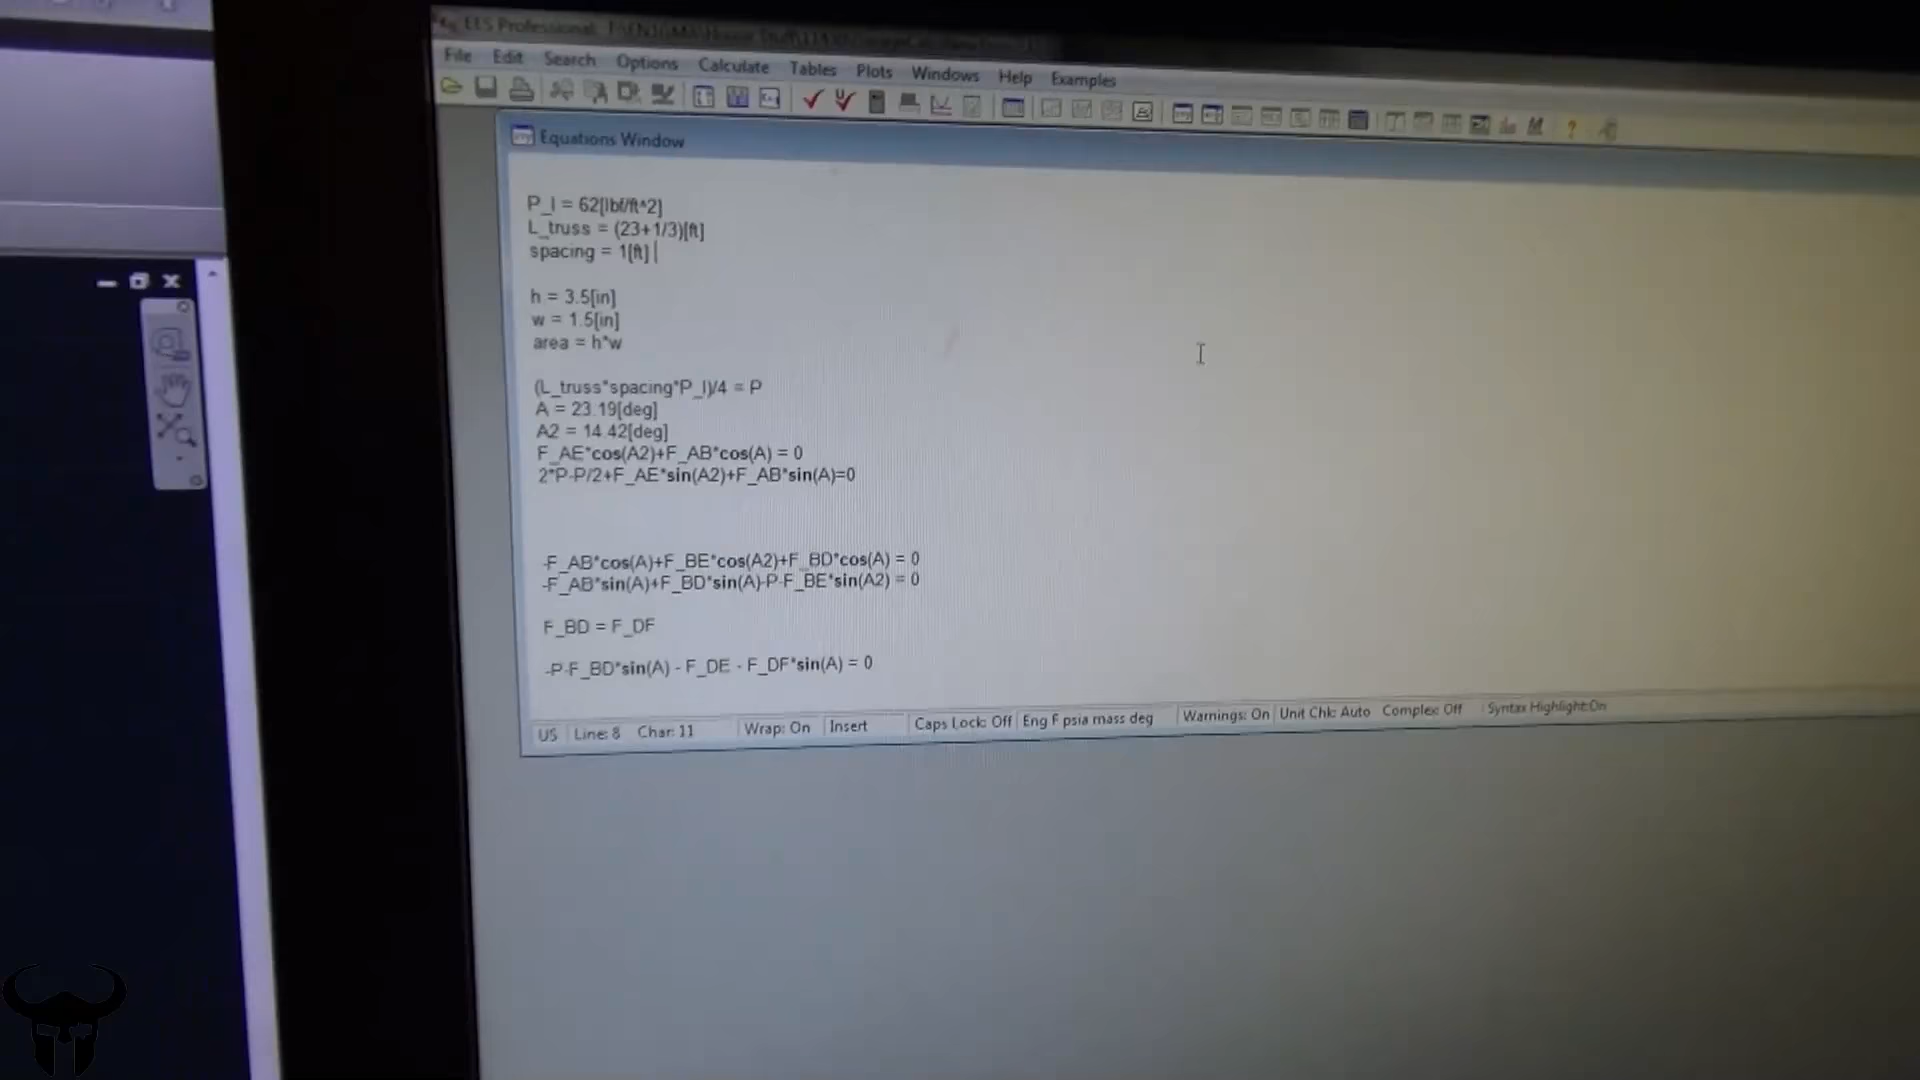 EES Professional:
File Edit Search Options Calculate Tables Plots Windows Help Examples
Equations Window
P_l = 62[lbf/ft^2]
L_truss = (23+1/3)[ft]
spacing = 1[ft]
h = 3.5[in]
w = 1.5[in]
area = h*w
(L_truss*spacing*P_l)/4 = P
A = 23.19[deg]
A2 = 14.42[deg]
F_AE*cos(A2)+F_AB*cos(A) = 0
2*P-P/2+F_AE*sin(A2)+F_AB*sin(A)=0
-F_AB*cos(A)+F_BE*cos(A2)+F_BD*cos(A) = 0
-F_AB*sin(A)+F_BD*sin(A)-P-F_BE*sin(A2) = 0
F_BD = F_DF
-P-F_BD*sin(A) - F_DE - F_DF*sin(A) = 0
US Line: 8 Char: 11 Wrap: On Insert Caps Lock: Off Eng F psia mass deg Warnings: On Unit Chk: Auto Complex: Off Syntax Highlight:On